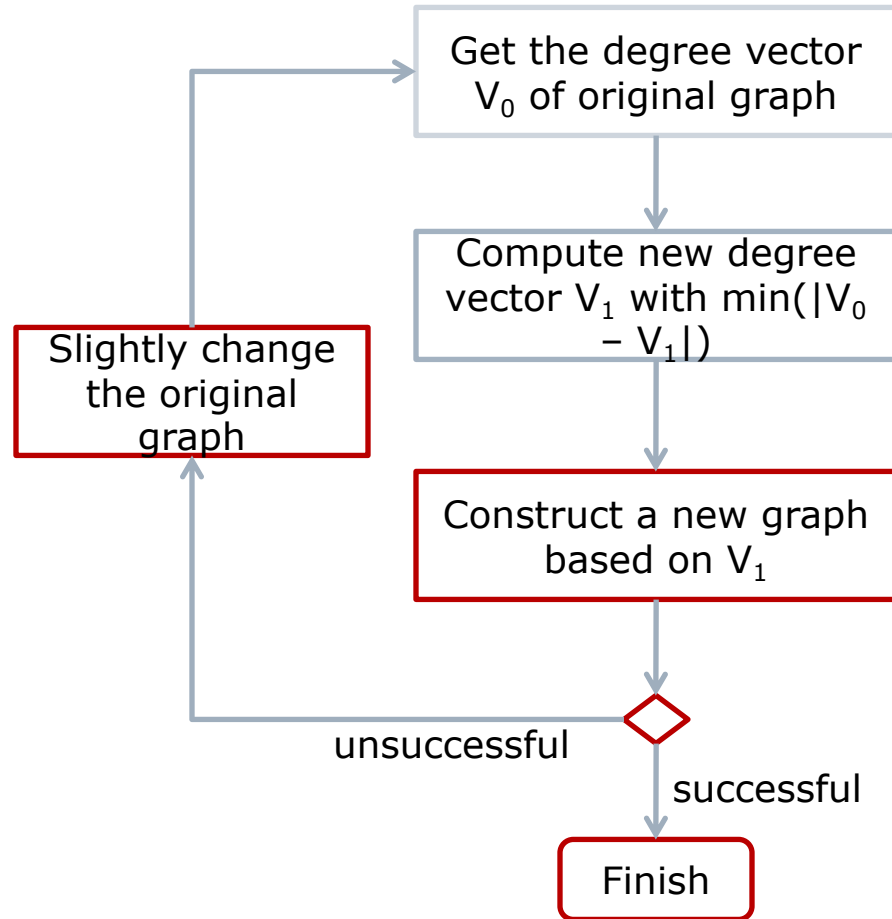 Get the degree vector
V₀ of original graph
Compute new degree
vector V₁ with min(|V₀
– V₁|)
Slightly change
the original
graph
Construct a new graph
based on V₁
unsuccessful
successful
Finish